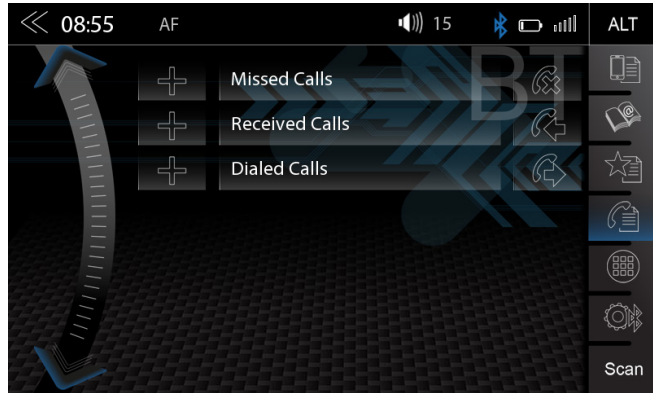 08:55 AF 15 ALT
BT
Missed Calls
Received Calls
Dialed Calls
Scan